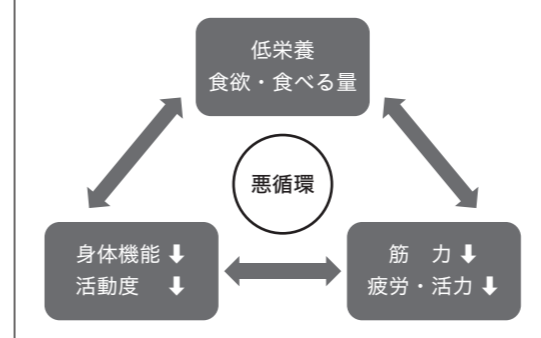 低栄養
食欲・食べる量
悪循環
身体機能⬇
活動度　⬇
筋　力⬇
疲労・活力⬇